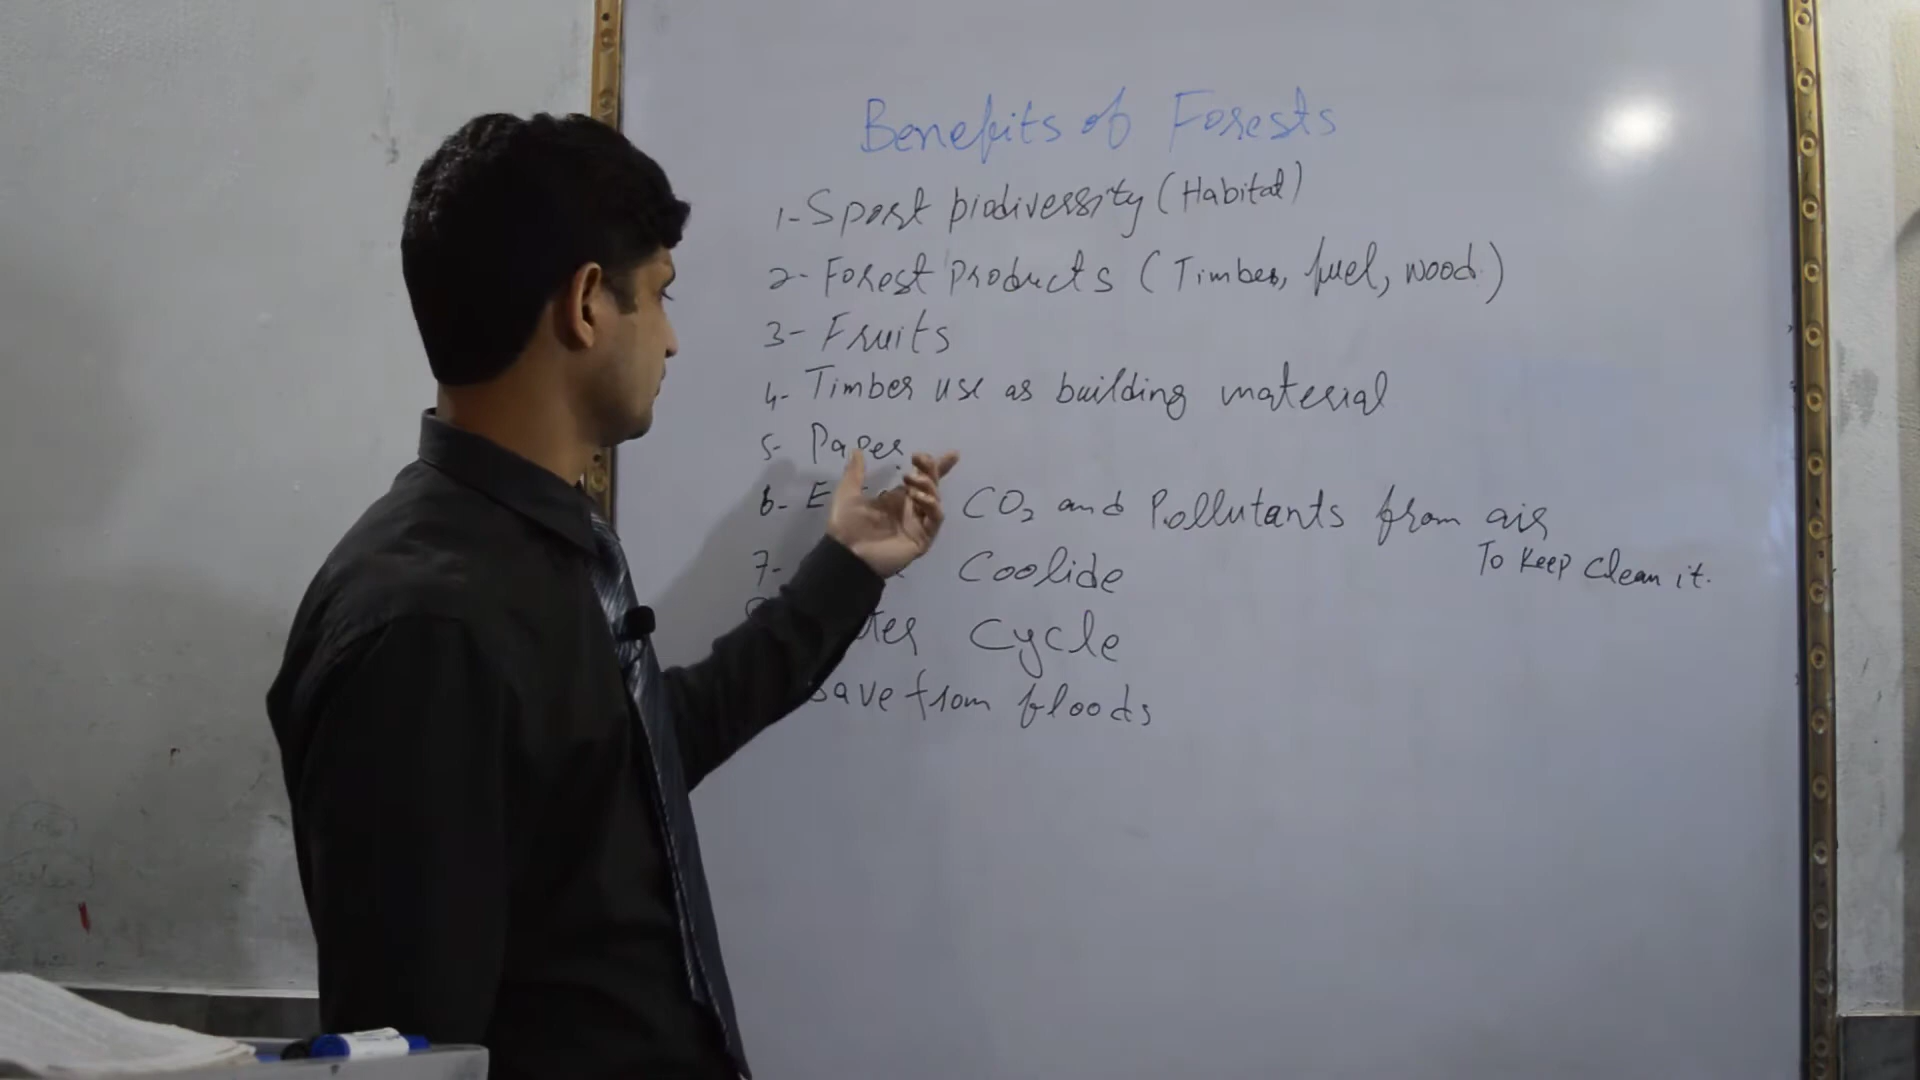 Benefits of Forests
1- Sport biodiversity (Habitat)
2- Forest Products (Timber, fuel, wood)
3- Fruits
4- Timber use as building material
5- Paper
6- CO₂ and Pollutants from air
To Keep Clean it.
7- Coolide
Cycle
Save from floods